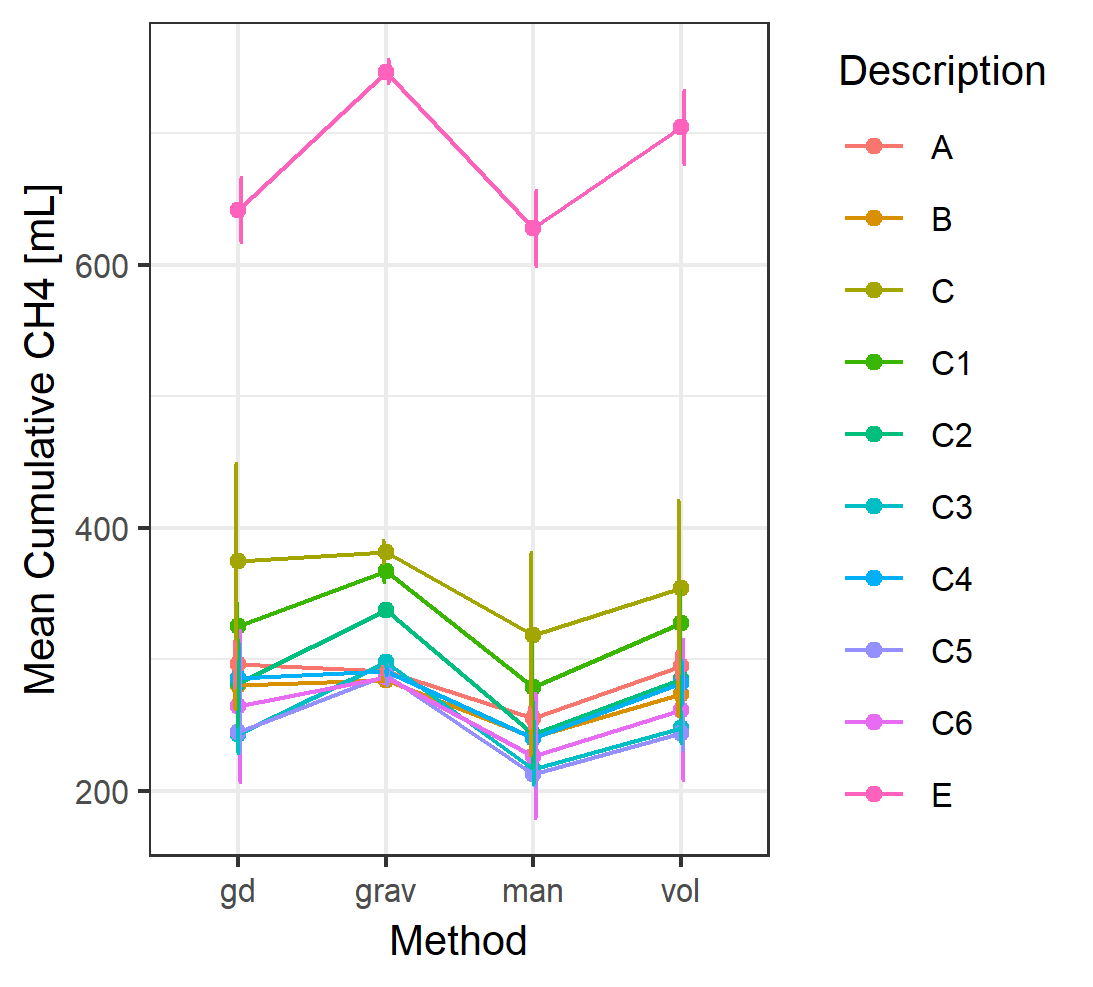 Mean Cumulative CH4 [mL]
600
400
200
gd grav man vol
Method
Description
A
B
C
C1
C2
C3
C4
C5
C6
E